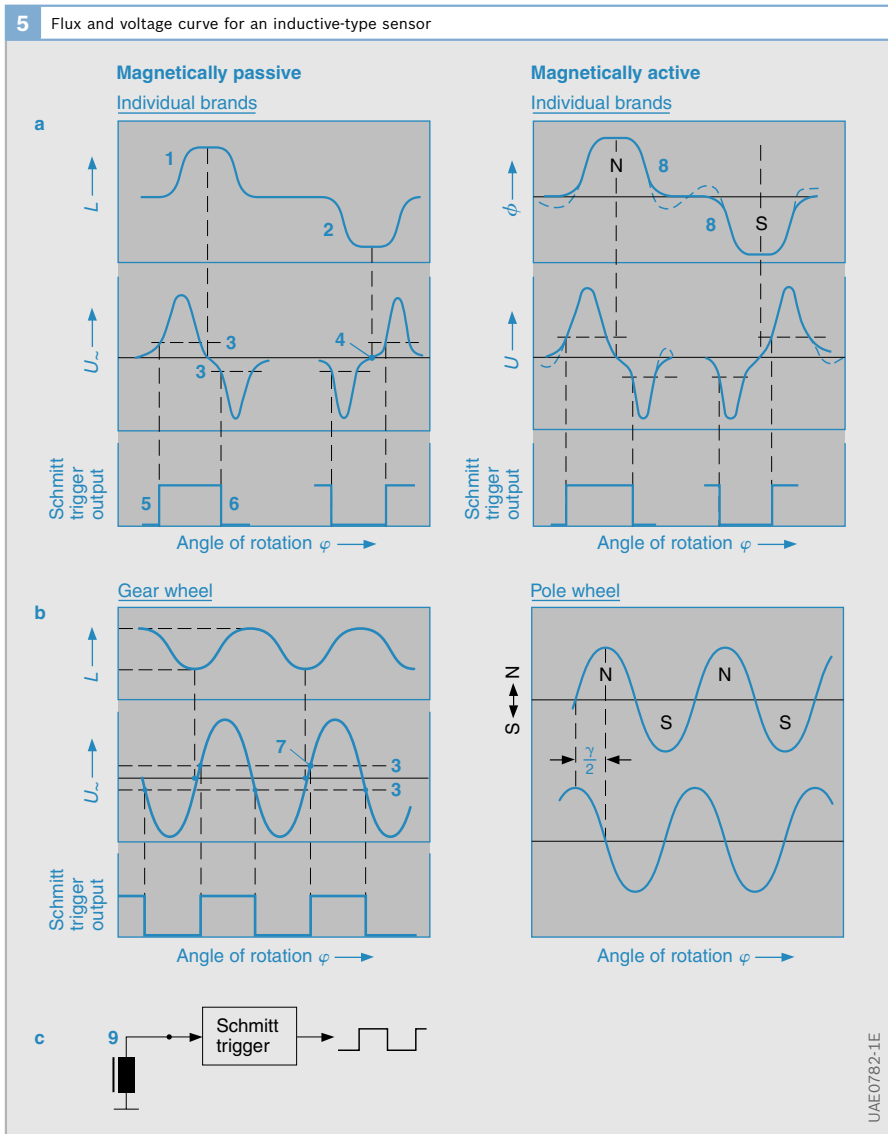 5 Flux and voltage curve for an inductive-type sensor
Magnetically passive
Individual brands
Magnetically active
Individual brands
a
L
1
2
U~
3
3
4
Schmitt
trigger
output
5
6
Angle of rotation φ
ϕ
N
8
8
S
U
Schmitt
trigger
output
Angle of rotation φ
b
Gear wheel
L
U~
7
3
3
Schmitt
trigger
output
Angle of rotation φ
Pole wheel
S N
N
N
S
S
γ
2
Angle of rotation φ
c
9
Schmitt
trigger
UAE0782-1E